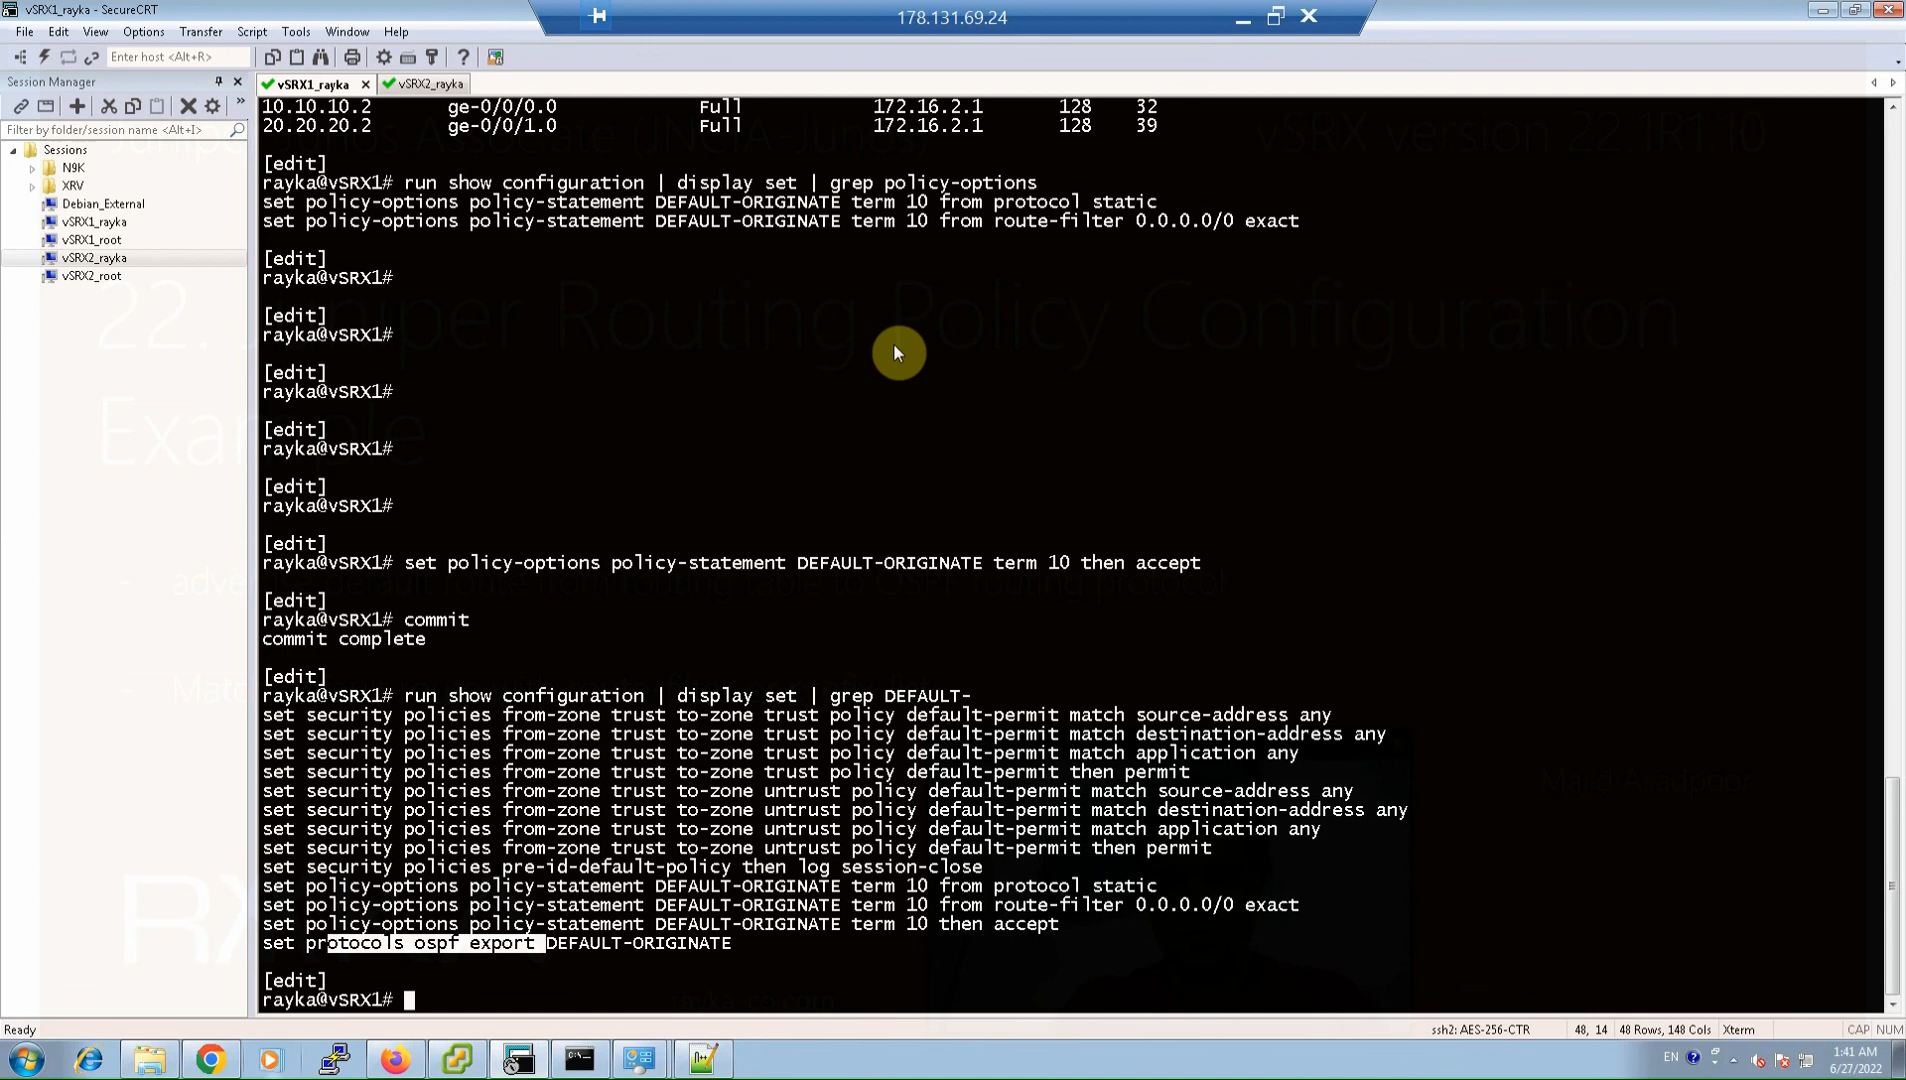 vSRX1_rayka - SecureCRT
178.131.69.24
File Edit View Options Transfer Script Tools Window Help
Enter host <Alt+R>
Session Manager
vSRX1_rayka
vSRX2_rayka
Filter by folder/session name <Alt+I>
Sessions
N9K
XRV
Debian_External
vSRX1_rayka
vSRX1_root
vSRX2_rayka
vSRX2_root
10.10.10.2 ge-0/0/0.0 Full 172.16.2.1 128 32
20.20.20.2 ge-0/0/1.0 Full 172.16.2.1 128 39
[edit]
rayka@vSRX1# run show configuration | display set | grep policy-options
set policy-options policy-statement DEFAULT-ORIGINATE term 10 from protocol static
set policy-options policy-statement DEFAULT-ORIGINATE term 10 from route-filter 0.0.0.0/0 exact
[edit]
rayka@vSRX1#
[edit]
rayka@vSRX1#
[edit]
rayka@vSRX1#
[edit]
rayka@vSRX1#
[edit]
rayka@vSRX1#
[edit]
rayka@vSRX1# set policy-options policy-statement DEFAULT-ORIGINATE term 10 then accept
[edit]
rayka@vSRX1# commit
commit complete
[edit]
rayka@vSRX1# run show configuration | display set | grep DEFAULT-
set security policies from-zone trust to-zone trust policy default-permit match source-address any
set security policies from-zone trust to-zone trust policy default-permit match destination-address any
set security policies from-zone trust to-zone trust policy default-permit match application any
set security policies from-zone trust to-zone trust policy default-permit then permit
set security policies from-zone trust to-zone untrust policy default-permit match source-address any
set security policies from-zone trust to-zone untrust policy default-permit match destination-address any
set security policies from-zone trust to-zone untrust policy default-permit match application any
set security policies from-zone trust to-zone untrust policy default-permit then permit
set security policies pre-id-default-policy then log session-close
set policy-options policy-statement DEFAULT-ORIGINATE term 10 from protocol static
set policy-options policy-statement DEFAULT-ORIGINATE term 10 from route-filter 0.0.0.0/0 exact
set policy-options policy-statement DEFAULT-ORIGINATE term 10 then accept
set protocols ospf export DEFAULT-ORIGINATE
[edit]
rayka@vSRX1#
vSRX version 22.1R1.10
22. Juniper Routing Policy Configuration
Example
Majid Asadpoor
rayka-co.com
Ready
ssh2: AES-256-CTR 48, 14 48 Rows, 148 Cols Xterm CAP NUM
EN
1:41 AM
6/27/2022